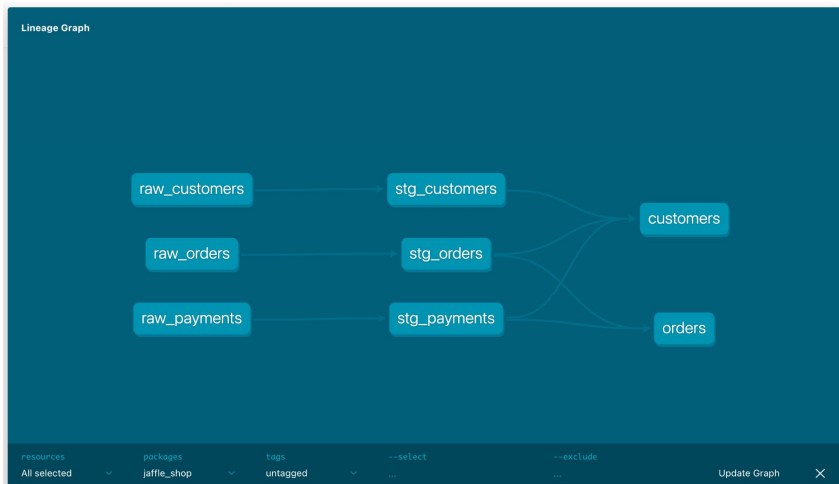 Lineage Graph
raw_customers
stg_customers
customers
raw_orders
stg_orders
raw_payments
stg_payments
orders
resources
packages
tags
--select
--exclude
All selected
jaffle_shop
untagged
...
...
Update Graph